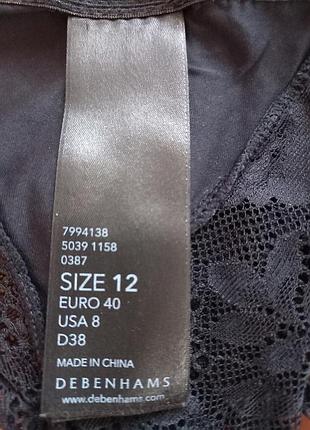 7994138
5039 1158
0387
SIZE 12
EURO 40
USA 8
D38
MADE IN CHINA
DEBENHAMS
www.debenhams.com